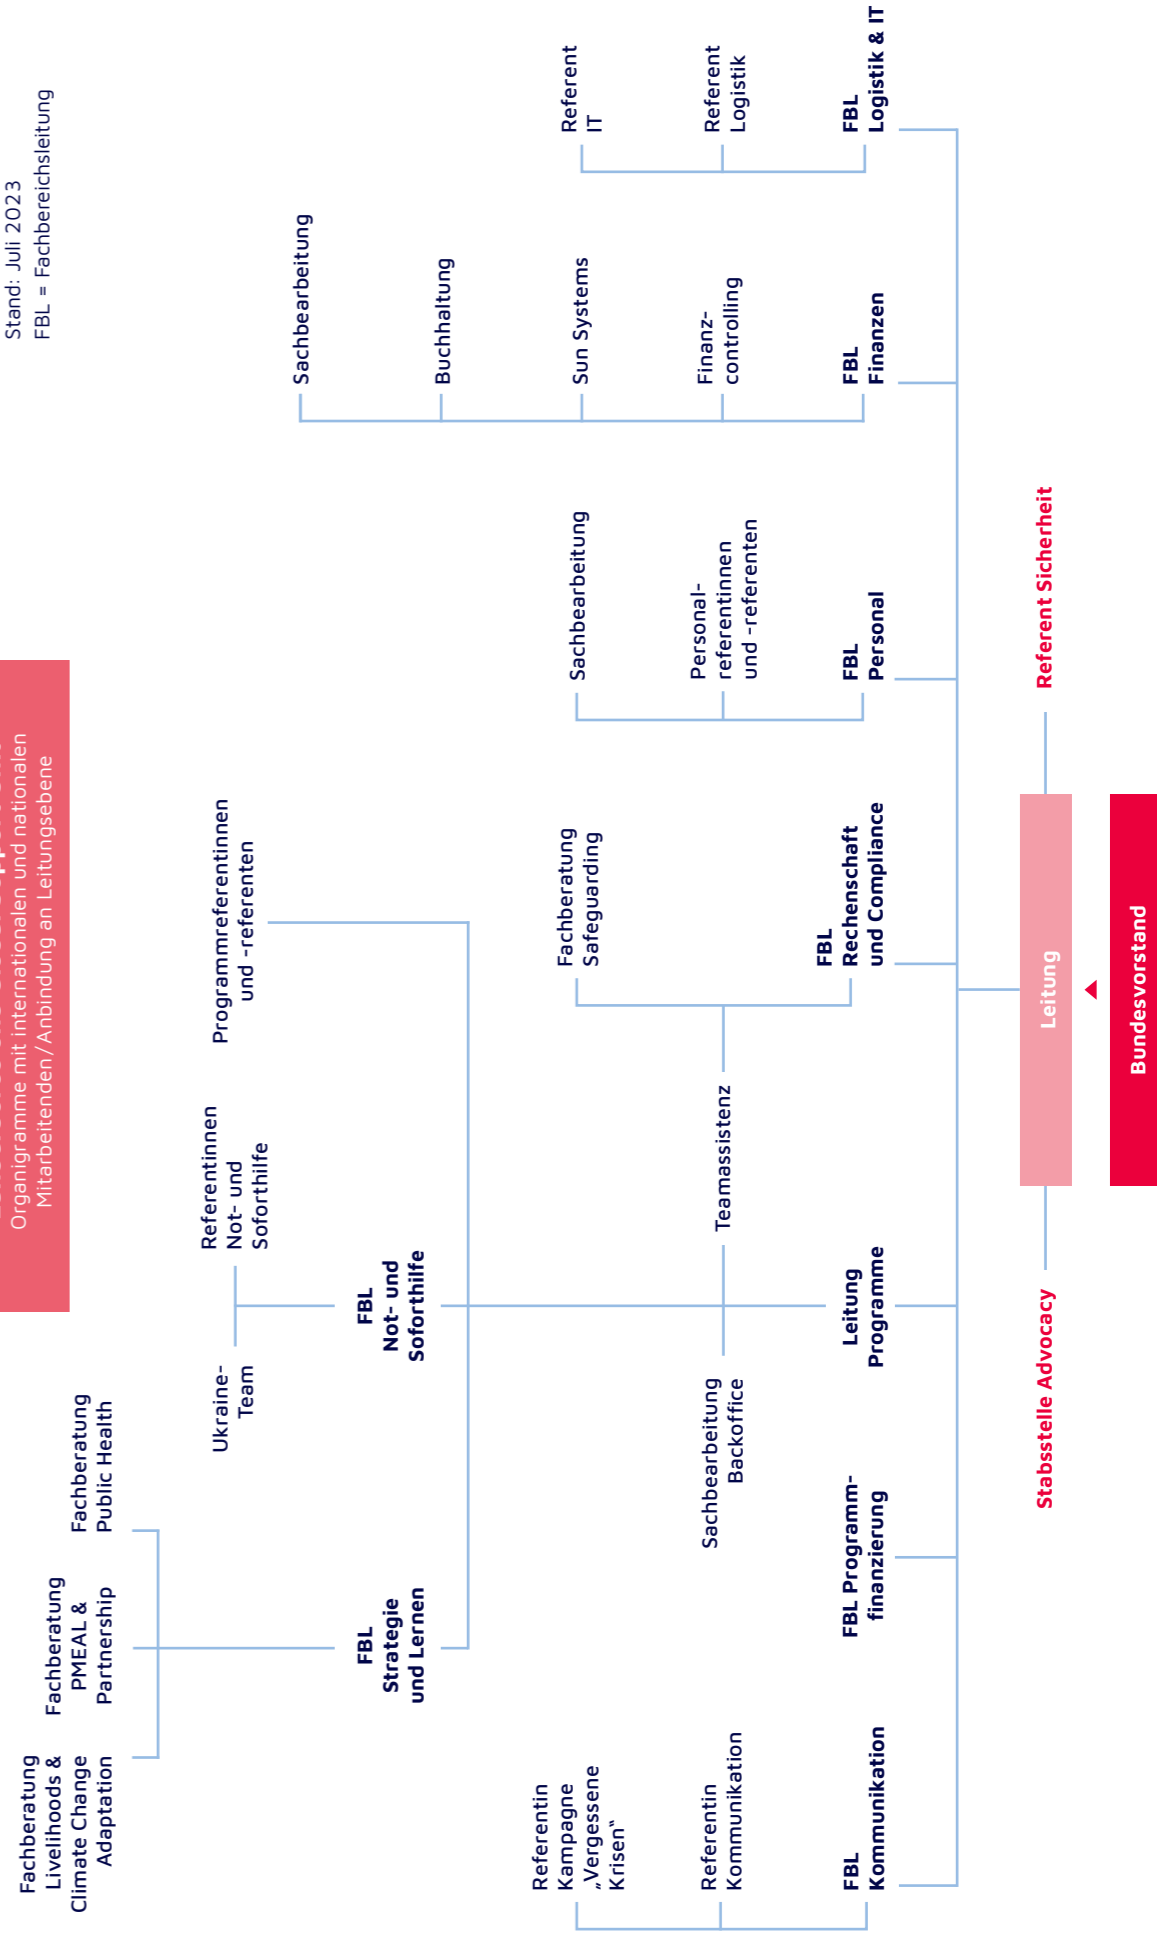 Organigramme mit internationalen und nationalen
Mitarbeitenden/Anbindung an Leitungsebene
Stand: Juli 2023
FBL = Fachbereichsleitung
Fachberatung
Livelihoods &
Climate Change
Adaptation
Fachberatung
PMEAL &
Partnership
Fachberatung
Public Health
Ukraine-
Team
Referentinnen
Not- und
Soforthilfe
Programmreferentinnen
und -referenten
FBL
Strategie
und Lernen
FBL
Not- und
Soforthilfe
Referentin
Kampagne
„Vergessene
Krisen“
Referentin
Kommunikation
FBL
Kommunikation
FBL Programm-
finanzierung
Sachbearbeitung
Backoffice
Teamassistenz
Leitung
Programme
Fachberatung
Safeguarding
FBL
Rechenschaft
und Compliance
Sachbearbeitung
Personal-
referentinnen
und -referenten
FBL
Personal
Sachbearbeitung
Buchhaltung
Sun Systems
Finanz-
controlling
FBL
Finanzen
Referent
IT
Referent
Logistik
FBL
Logistik & IT
Stabsstelle Advocacy
Leitung
Referent Sicherheit
Bundesvorstand